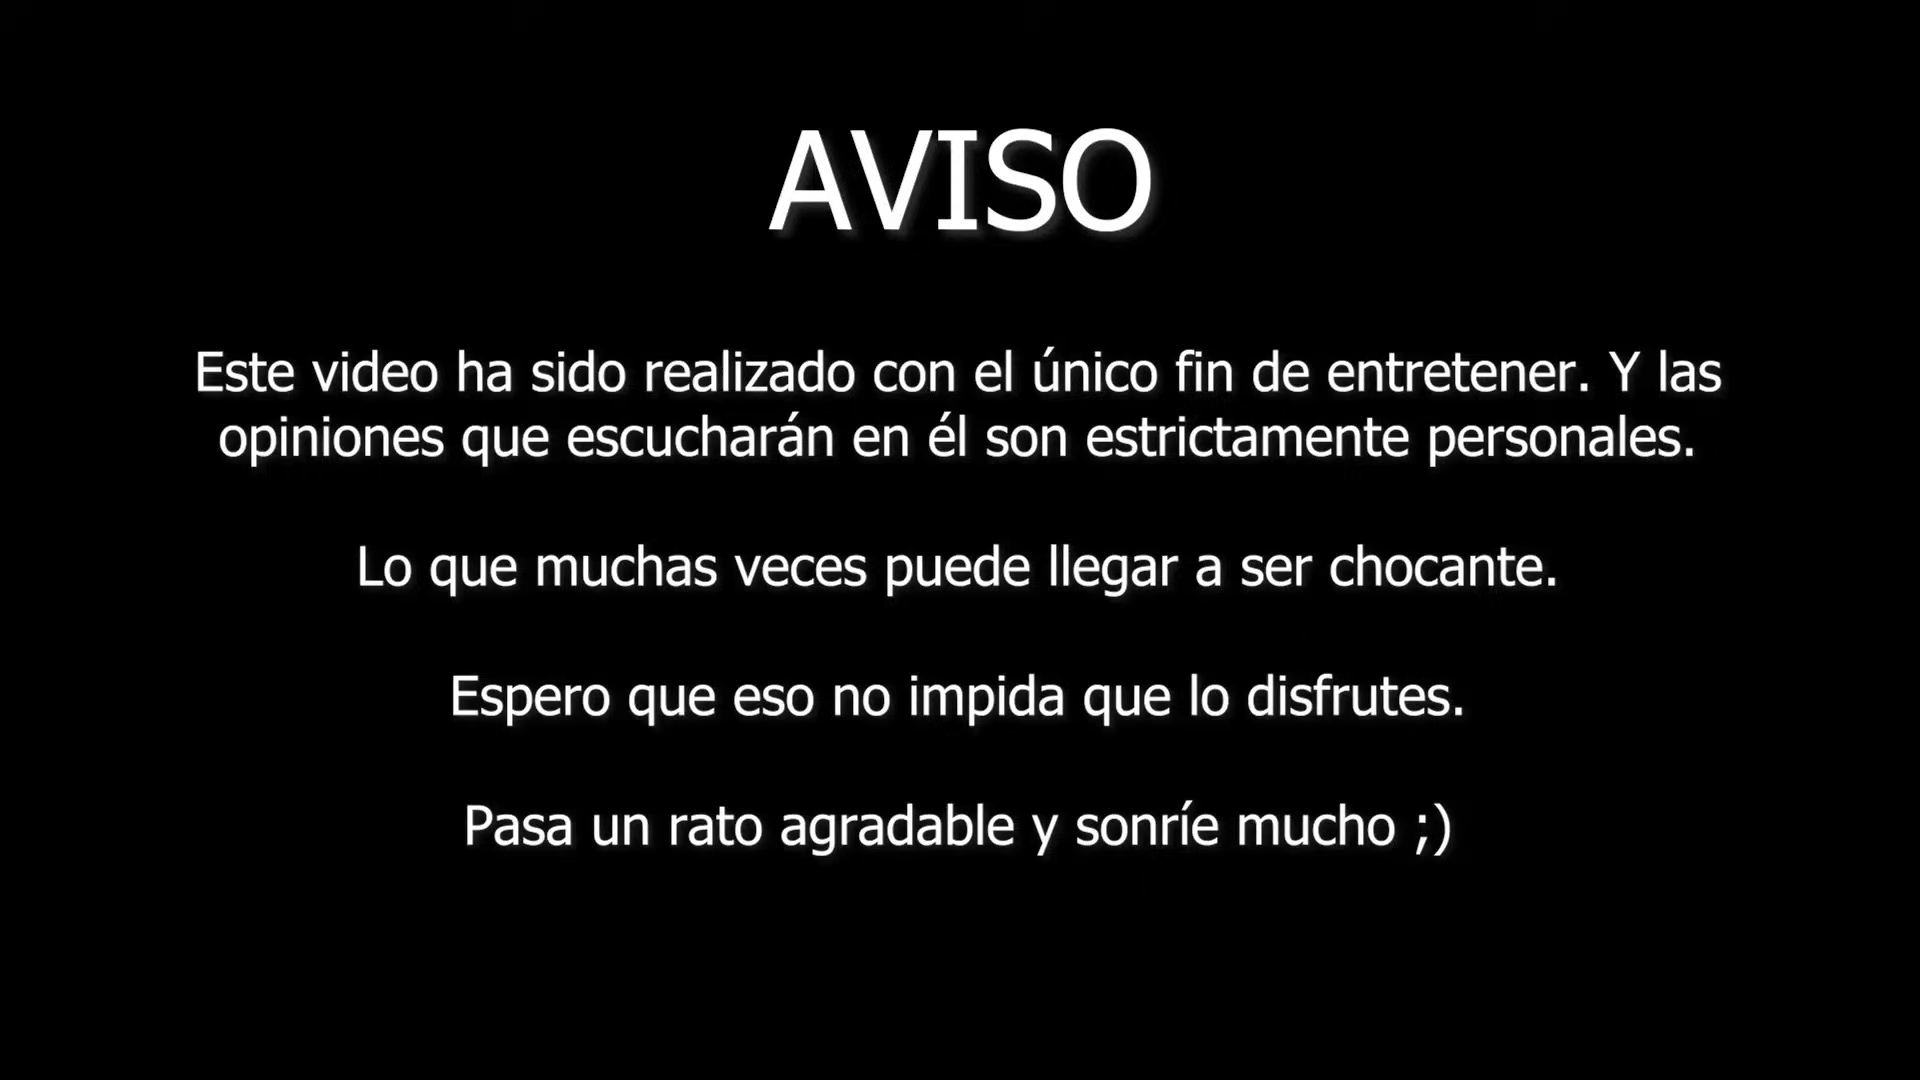 AVISO
Este video ha sido realizado con el único fin de entretener. Y las
opiniones que escucharán en él son estrictamente personales.
Lo que muchas veces puede llegar a ser chocante.
Espero que eso no impida que lo disfrutes.
Pasa un rato agradable y sonríe mucho ;)